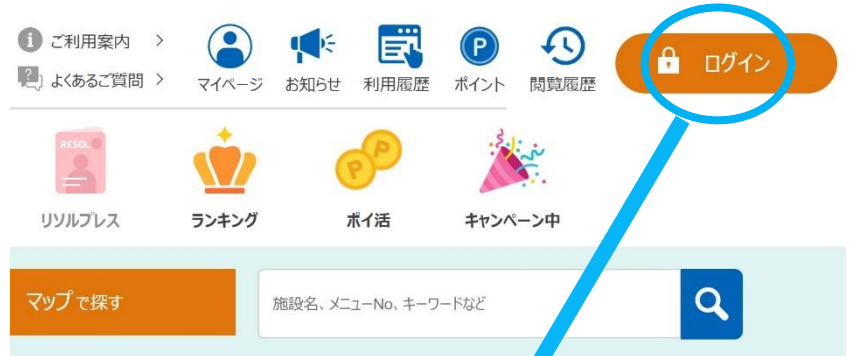 ご利用案内
よくあるご質問
マイページ
お知らせ
利用履歴
P
ポイント
閲覧履歴
ログイン
RESOL
リソルプレス
ランキング
P P
ポイ活
キャンペーン中
マップで探す
施設名、メニューNo、キーワードなど